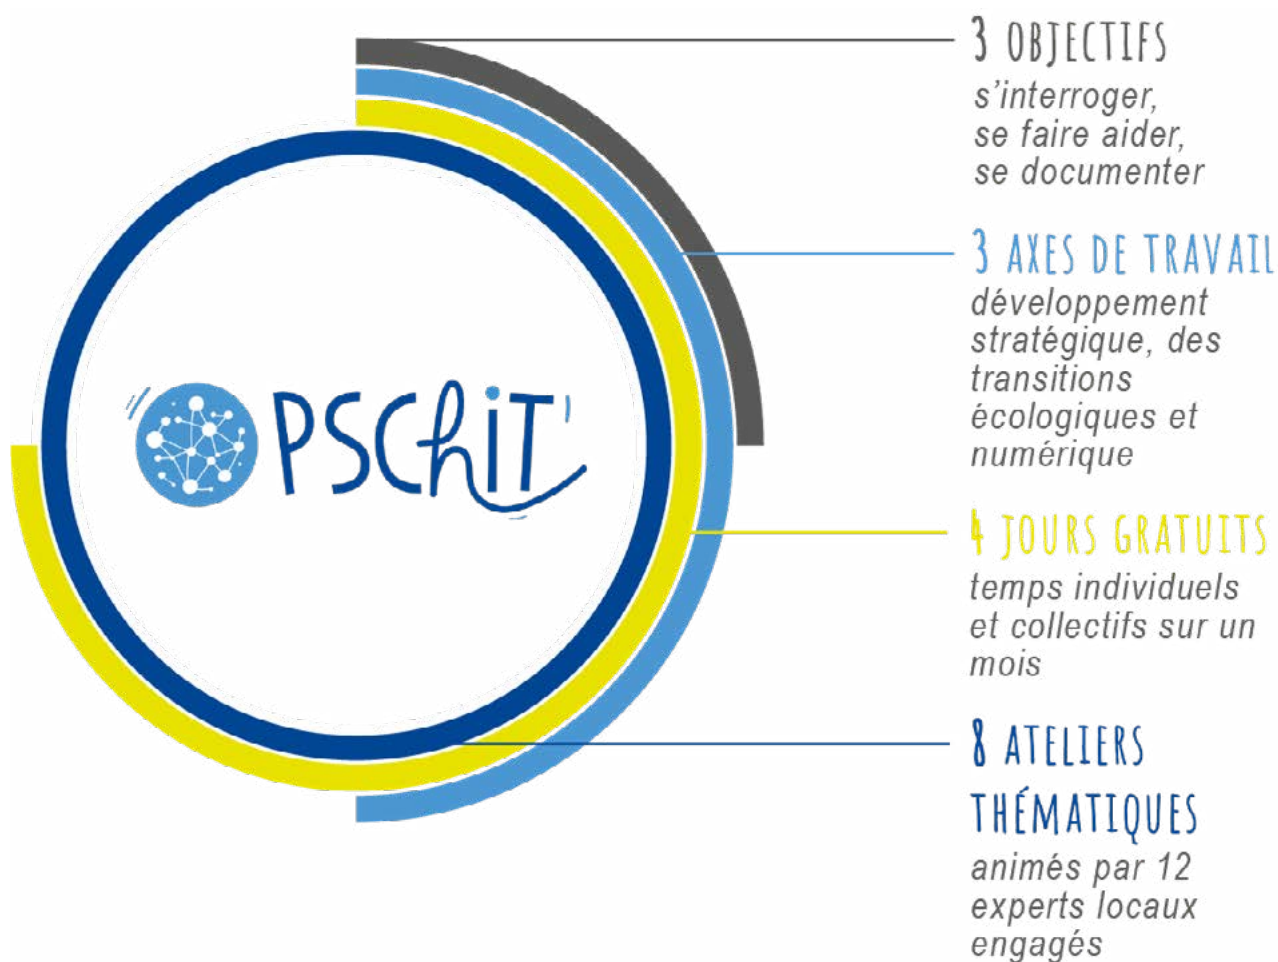 PSCHiT'
3 OBJECTIFS
s'interroger,
se faire aider,
se documenter
3 AXES DE TRAVAIL
développement
stratégique, des
transitions
écologiques et
numérique
4 JOURS GRATUITS
temps individuels
et collectifs sur un
mois
8 ATELIERS
THÉMATIQUES
animés par 12
experts locaux
engagés